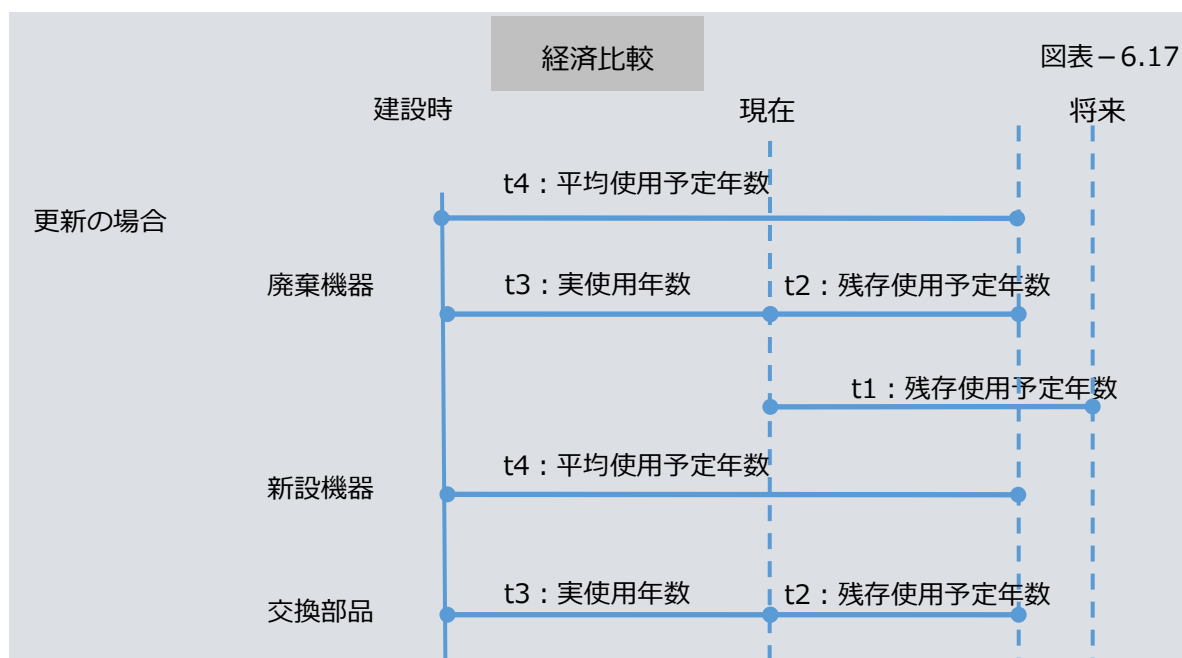 経済比較
図表－6.17
建設時
現在
将来
t4：平均使用予定年数
更新の場合
廃棄機器
t3：実使用年数
t2：残存使用予定年数
t1：残存使用予定年数
t4：平均使用予定年数
新設機器
t3：実使用年数
t2：残存使用予定年数
交換部品